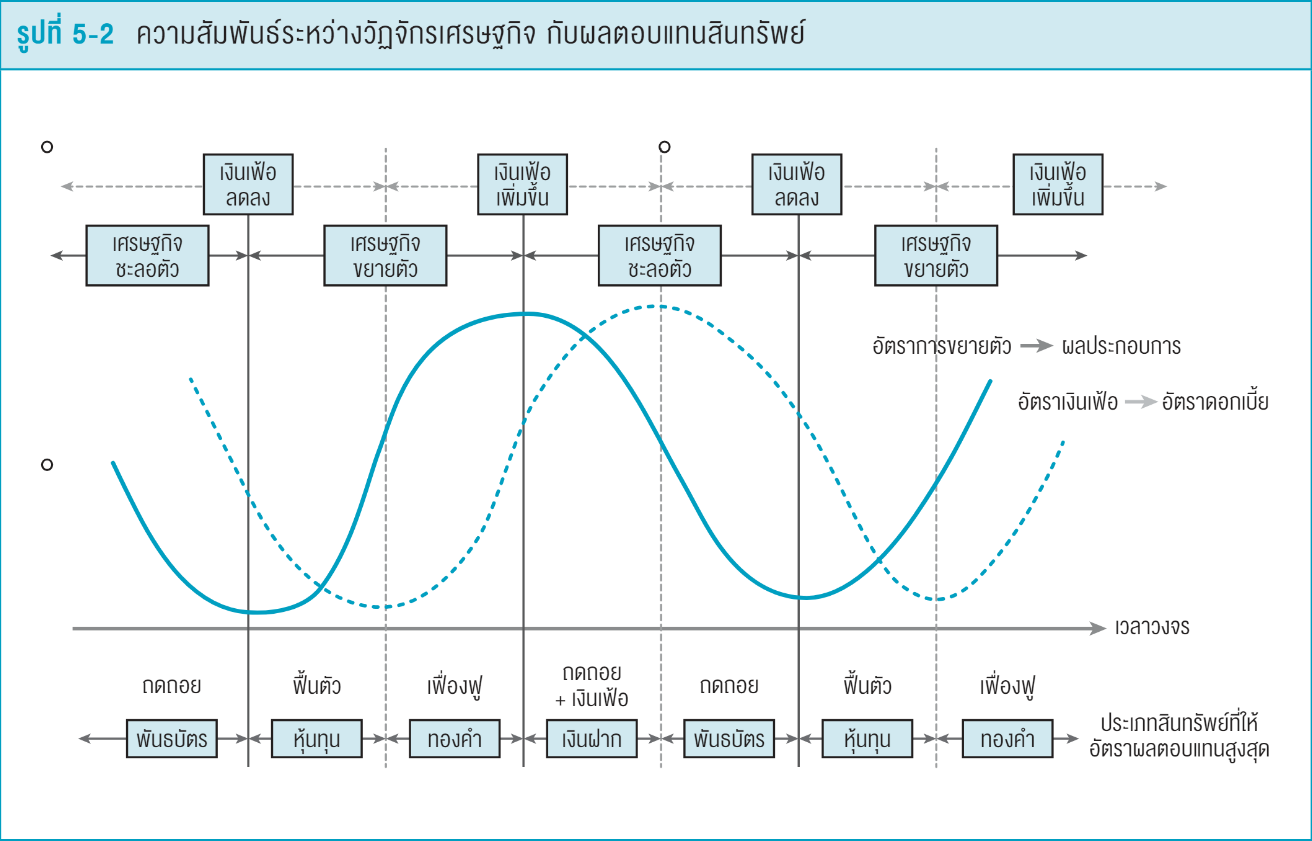 รูปที่ 5-2 ความสัมพันธ์ระหว่างวัฏจักรเศรษฐกิจ กับผลตอบแทนสินทรัพย์
เงินเฟ้อ
ลดลง
เงินเฟ้อ
เพิ่มขึ้น
เงินเฟ้อ
ลดลง
เงินเฟ้อ
เพิ่มขึ้น
เศรษฐกิจ
ชะลอตัว
เศรษฐกิจ
ขยายตัว
เศรษฐกิจ
ชะลอตัว
เศรษฐกิจ
ขยายตัว
อัตราการขยายตัว → ผลประกอบการ
อัตราเงินเฟ้อ → อัตราดอกเบี้ย
เวลาวงจร
ถดถอย
ฟื้นตัว
เฟื่องฟู
ถดถอย
+ เงินเฟ้อ
ถดถอย
ฟื้นตัว
เฟื่องฟู
พันธบัตร
หุ้นทุน
ทองคำ
เงินฝาก
พันธบัตร
หุ้นทุน
ทองคำ
ประเภทสินทรัพย์ที่ให้
อัตราผลตอบแทนสูงสุด